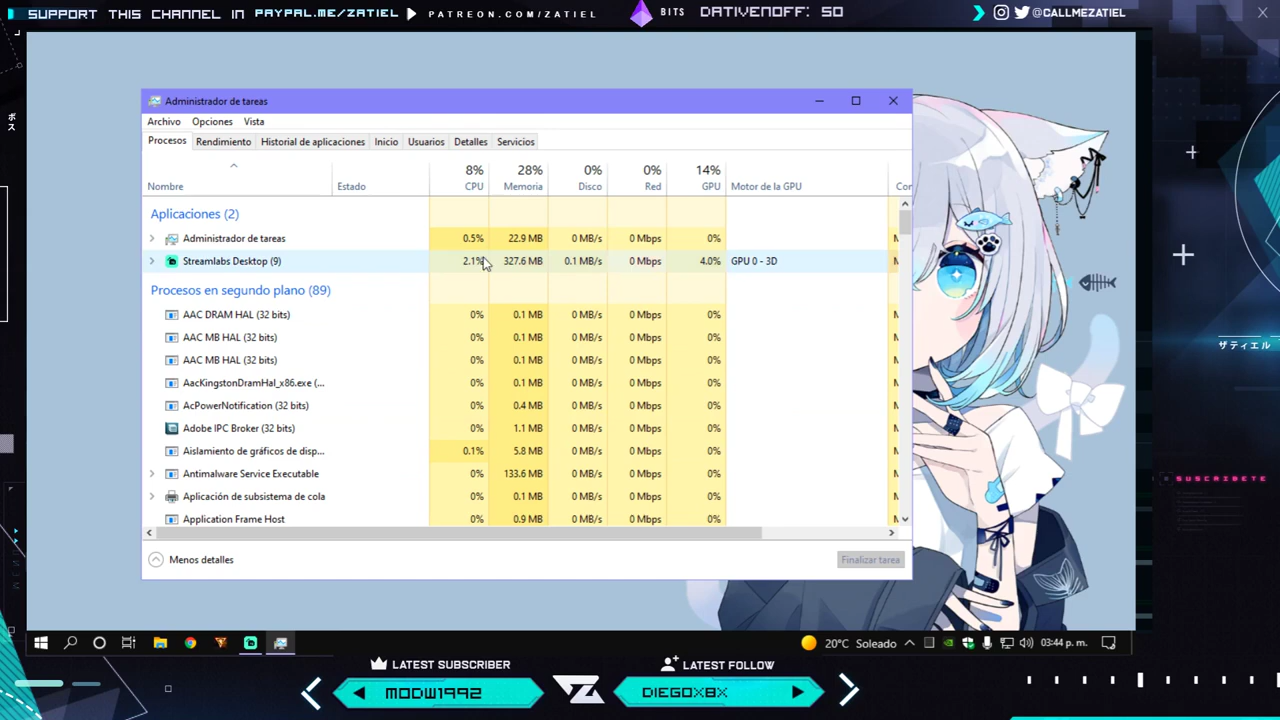 SUPPORT THIS CHANNEL IN PAYPAL.ME/ZATIEL PATREON.COM/ZATIEL BITS DATIVENOFF: 50 @CALLMEZATIEL
ボス
Administrador de tareas
Archivo Opciones Vista
Procesos Rendimiento Historial de aplicaciones Inicio Usuarios Detalles Servicios
8% 28% 0% 0% 14%
Nombre Estado CPU Memoria Disco Red GPU Motor de la GPU Cor
Aplicaciones (2)
Administrador de tareas 0.5% 22.9 MB 0 MB/s 0 Mbps 0%
Streamlabs Desktop (9) 2.1% 327.6 MB 0.1 MB/s 0 Mbps 4.0% GPU 0 - 3D
Procesos en segundo plano (89)
AAC DRAM HAL (32 bits) 0% 0.1 MB 0 MB/s 0 Mbps 0%
AAC MB HAL (32 bits) 0% 0.1 MB 0 MB/s 0 Mbps 0%
ザティエル
AAC MB HAL (32 bits) 0% 0.1 MB 0 MB/s 0 Mbps 0%
AacKingstonDramHal_x86.exe (... 0% 0.1 MB 0 MB/s 0 Mbps 0%
AcPowerNotification (32 bits) 0% 0.4 MB 0 MB/s 0 Mbps 0%
Adobe IPC Broker (32 bits) 0% 1.1 MB 0 MB/s 0 Mbps 0%
Aislamiento de gráficos de disp... 0.1% 5.8 MB 0 MB/s 0 Mbps 0%
Antimalware Service Executable 0% 133.6 MB 0 MB/s 0 Mbps 0%
SUSCRIBETE
Aplicación de subsistema de cola 0% 0.1 MB 0 MB/s 0 Mbps 0%
Application Frame Host 0% 0.9 MB 0 MB/s 0 Mbps 0%
Menos detalles Finalizar tarea
20°C Soleado 03:44 p. m.
LATEST SUBSCRIBER LATEST FOLLOW
MODW1992 DIEGOXBX